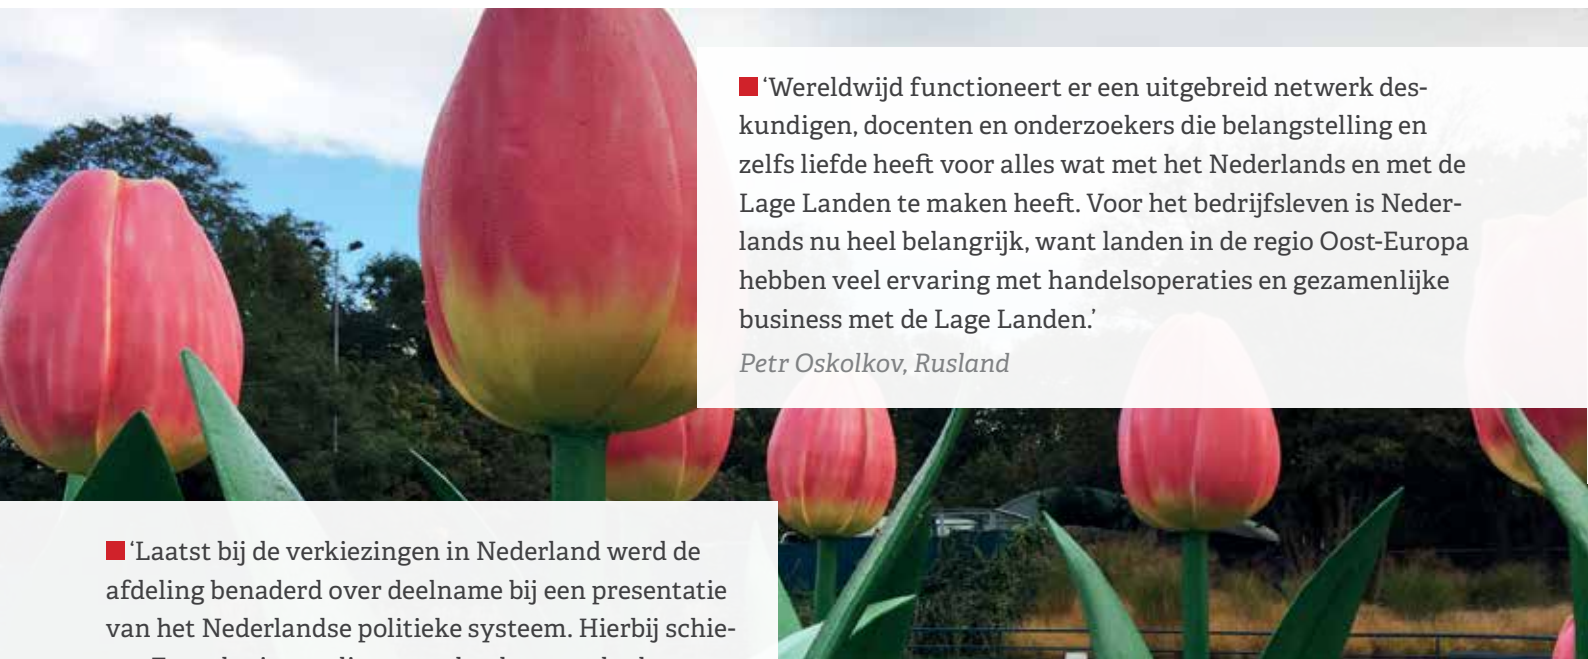 ‘Wereldwijd functioneert er een uitgebreid netwerk des-
kundigen, docenten en onderzoekers die belangstelling en
zelfs liefde heeft voor alles wat met het Nederlands en met de
Lage Landen te maken heeft. Voor het bedrijfsleven is Neder-
lands nu heel belangrijk, want landen in de regio Oost-Europa
hebben veel ervaring met handelsoperaties en gezamenlijke
business met de Lage Landen.’
Petr Oskolkov, Rusland
‘Laatst bij de verkiezingen in Nederland werd de
afdeling benaderd over deelname bij een presentatie
van het Nederlandse politieke systeem. Hierbij schie-